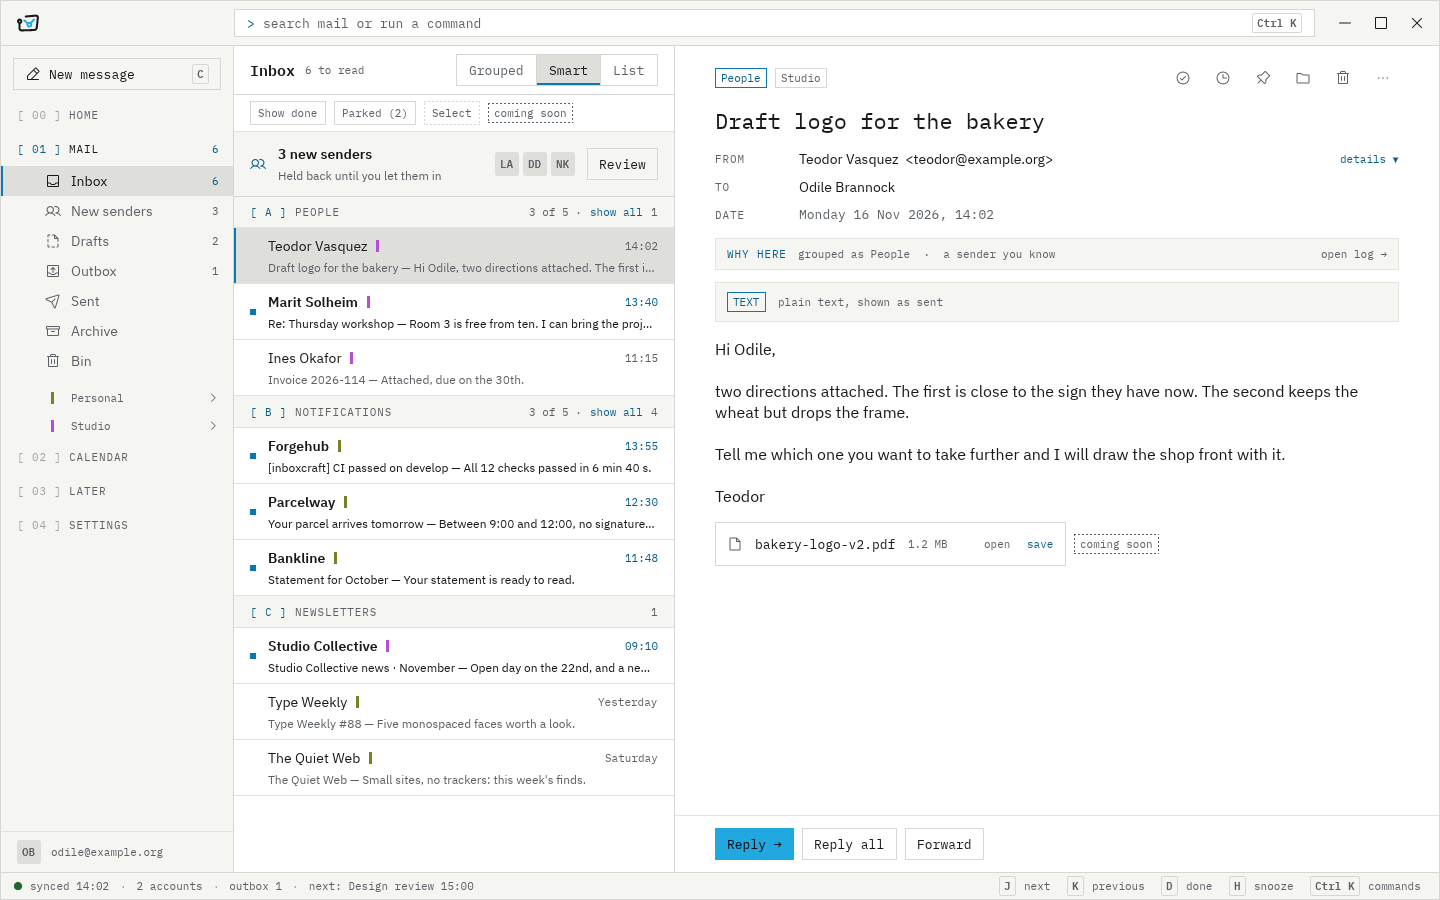 > search mail or run a command Ctrl K
New message C
[ 00 ] HOME
[ 01 ] MAIL 6
Inbox 6
New senders 3
Drafts 2
Outbox 1
Sent
Archive
Bin
Personal
Studio
[ 02 ] CALENDAR
[ 03 ] LATER
[ 04 ] SETTINGS
OB odile@example.org
Inbox 6 to read Grouped Smart List
Show done Parked (2) Select coming soon
3 new senders
Held back until you let them in
LA DD NK Review
[ A ] PEOPLE 3 of 5 · show all 1
Teodor Vasquez 14:02
Draft logo for the bakery — Hi Odile, two directions attached. The first i…
Marit Solheim 13:40
Re: Thursday workshop — Room 3 is free from ten. I can bring the proj…
Ines Okafor 11:15
Invoice 2026-114 — Attached, due on the 30th.
[ B ] NOTIFICATIONS 3 of 5 · show all 4
Forgehub 13:55
[inboxcraft] CI passed on develop — All 12 checks passed in 6 min 40 s.
Parcelway 12:30
Your parcel arrives tomorrow — Between 9:00 and 12:00, no signature…
Bankline 11:48
Statement for October — Your statement is ready to read.
[ C ] NEWSLETTERS 1
Studio Collective 09:10
Studio Collective news · November — Open day on the 22nd, and a ne…
Type Weekly Yesterday
Type Weekly #88 — Five monospaced faces worth a look.
The Quiet Web Saturday
The Quiet Web — Small sites, no trackers: this week's finds.
People Studio
Draft logo for the bakery
FROM Teodor Vasquez <teodor@example.org> details ▾
TO Odile Brannock
DATE Monday 16 Nov 2026, 14:02
WHY HERE grouped as People · a sender you know open log →
TEXT plain text, shown as sent
Hi Odile,
two directions attached. The first is close to the sign they have now. The second keeps the
wheat but drops the frame.
Tell me which one you want to take further and I will draw the shop front with it.
Teodor
bakery-logo-v2.pdf 1.2 MB open save coming soon
Reply → Reply all Forward
synced 14:02 · 2 accounts · outbox 1 · next: Design review 15:00
J next K previous D done H snooze Ctrl K commands